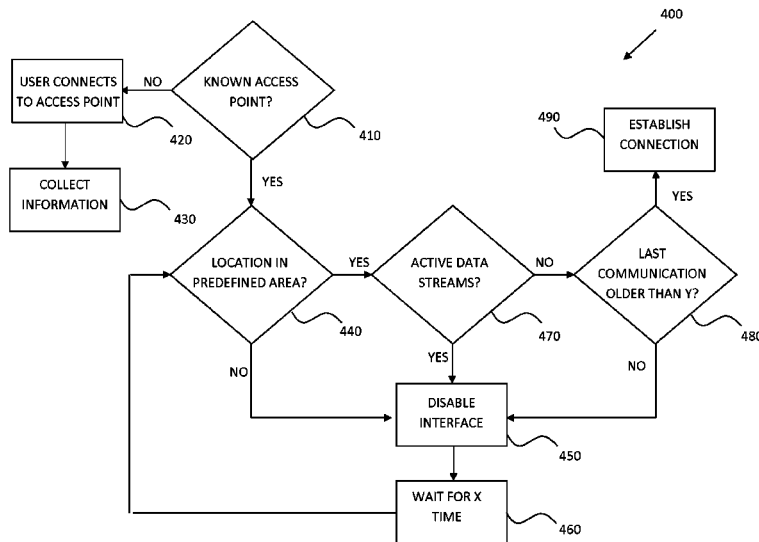 400
KNOWN ACCESS
POINT?
410
NO
USER CONNECTS
TO ACCESS POINT
420
COLLECT
INFORMATION
430
YES
LOCATION IN
PREDEFINED AREA?
440
YES
ACTIVE DATA
STREAMS?
470
NO
LAST
COMMUNICATION
OLDER THAN Y?
480
YES
ESTABLISH
CONNECTION
490
NO
YES
NO
DISABLE
INTERFACE
450
WAIT FOR X
TIME
460